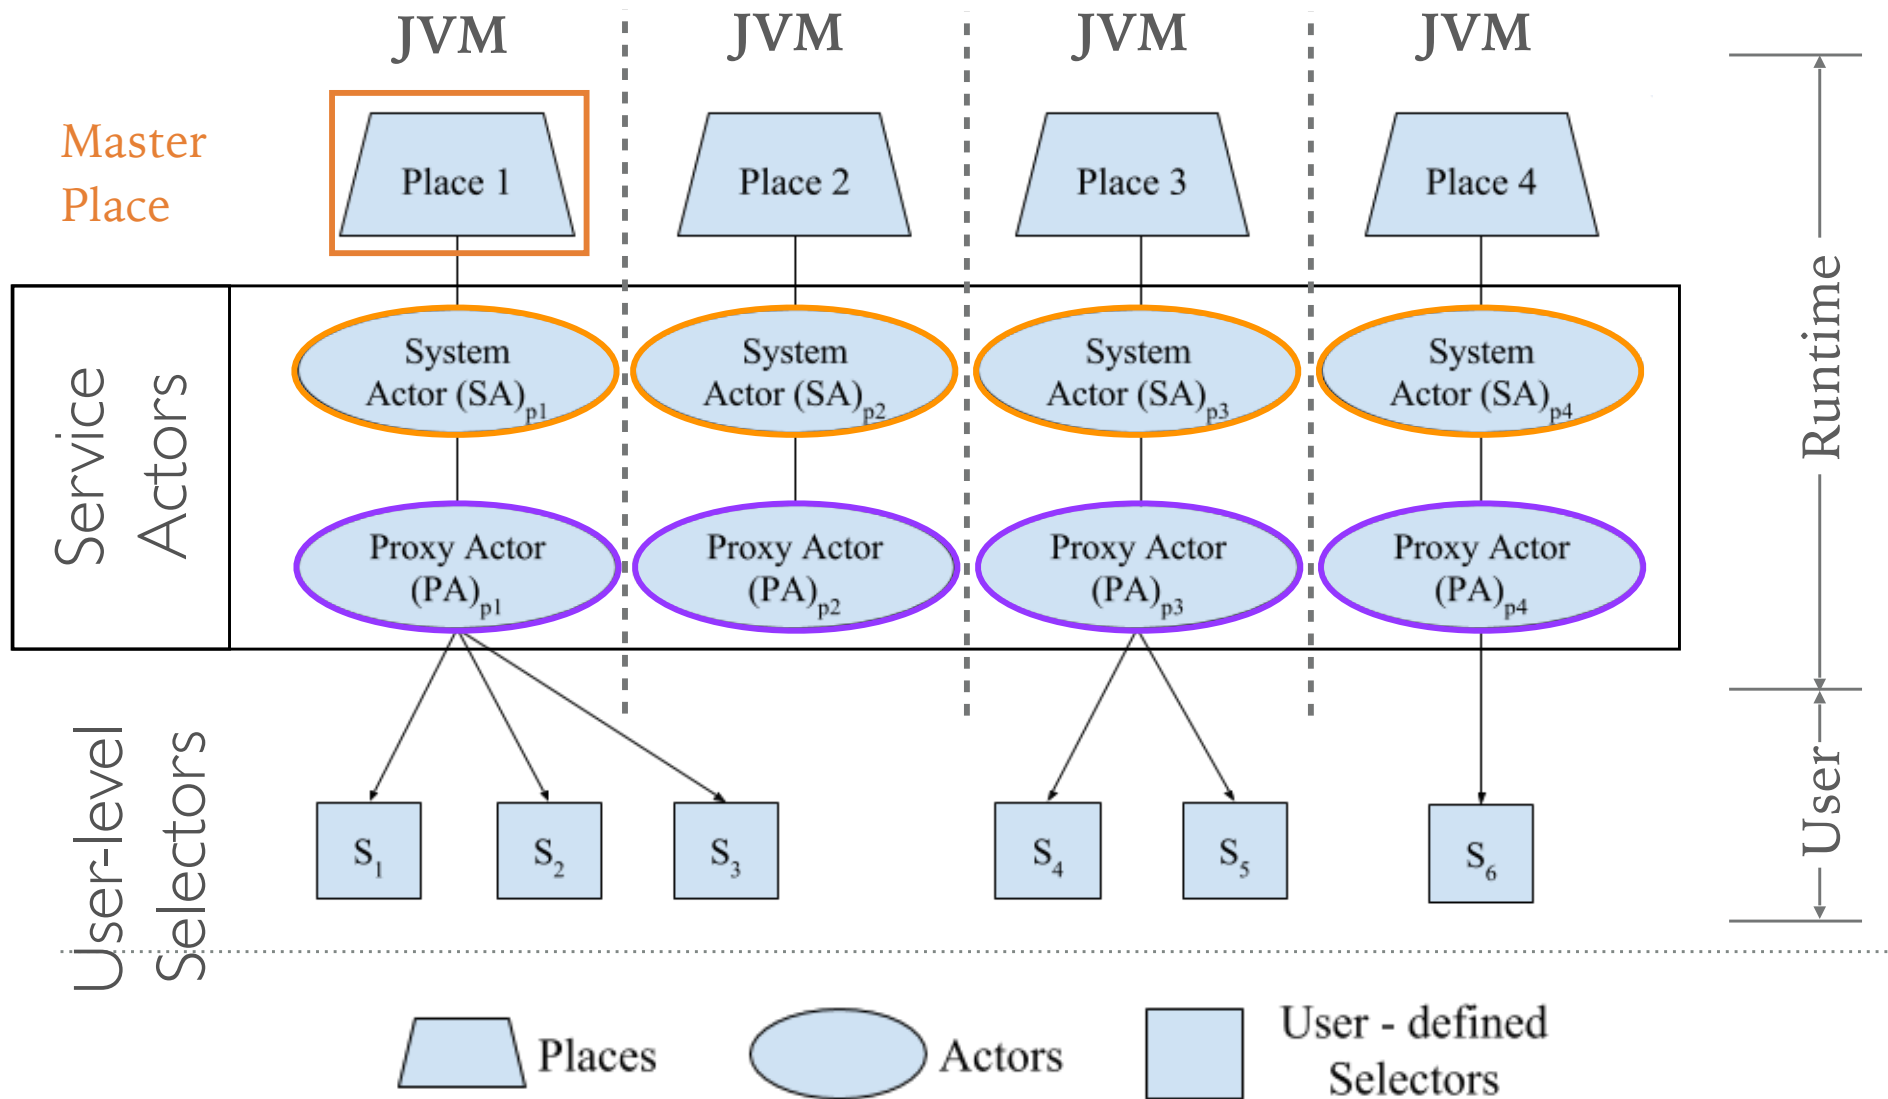 JVM JVM JVM JVM
Master
Place
Place 1 Place 2 Place 3 Place 4
Runtime
Service
Actors
System
Actor (SA)p1
System
Actor (SA)p2
System
Actor (SA)p3
System
Actor (SA)p4
Proxy Actor
(PA)p1
Proxy Actor
(PA)p2
Proxy Actor
(PA)p3
Proxy Actor
(PA)p4
User-level
Selectors
User
S1 S2 S3 S4 S5 S6
Places
Actors
User - defined
Selectors